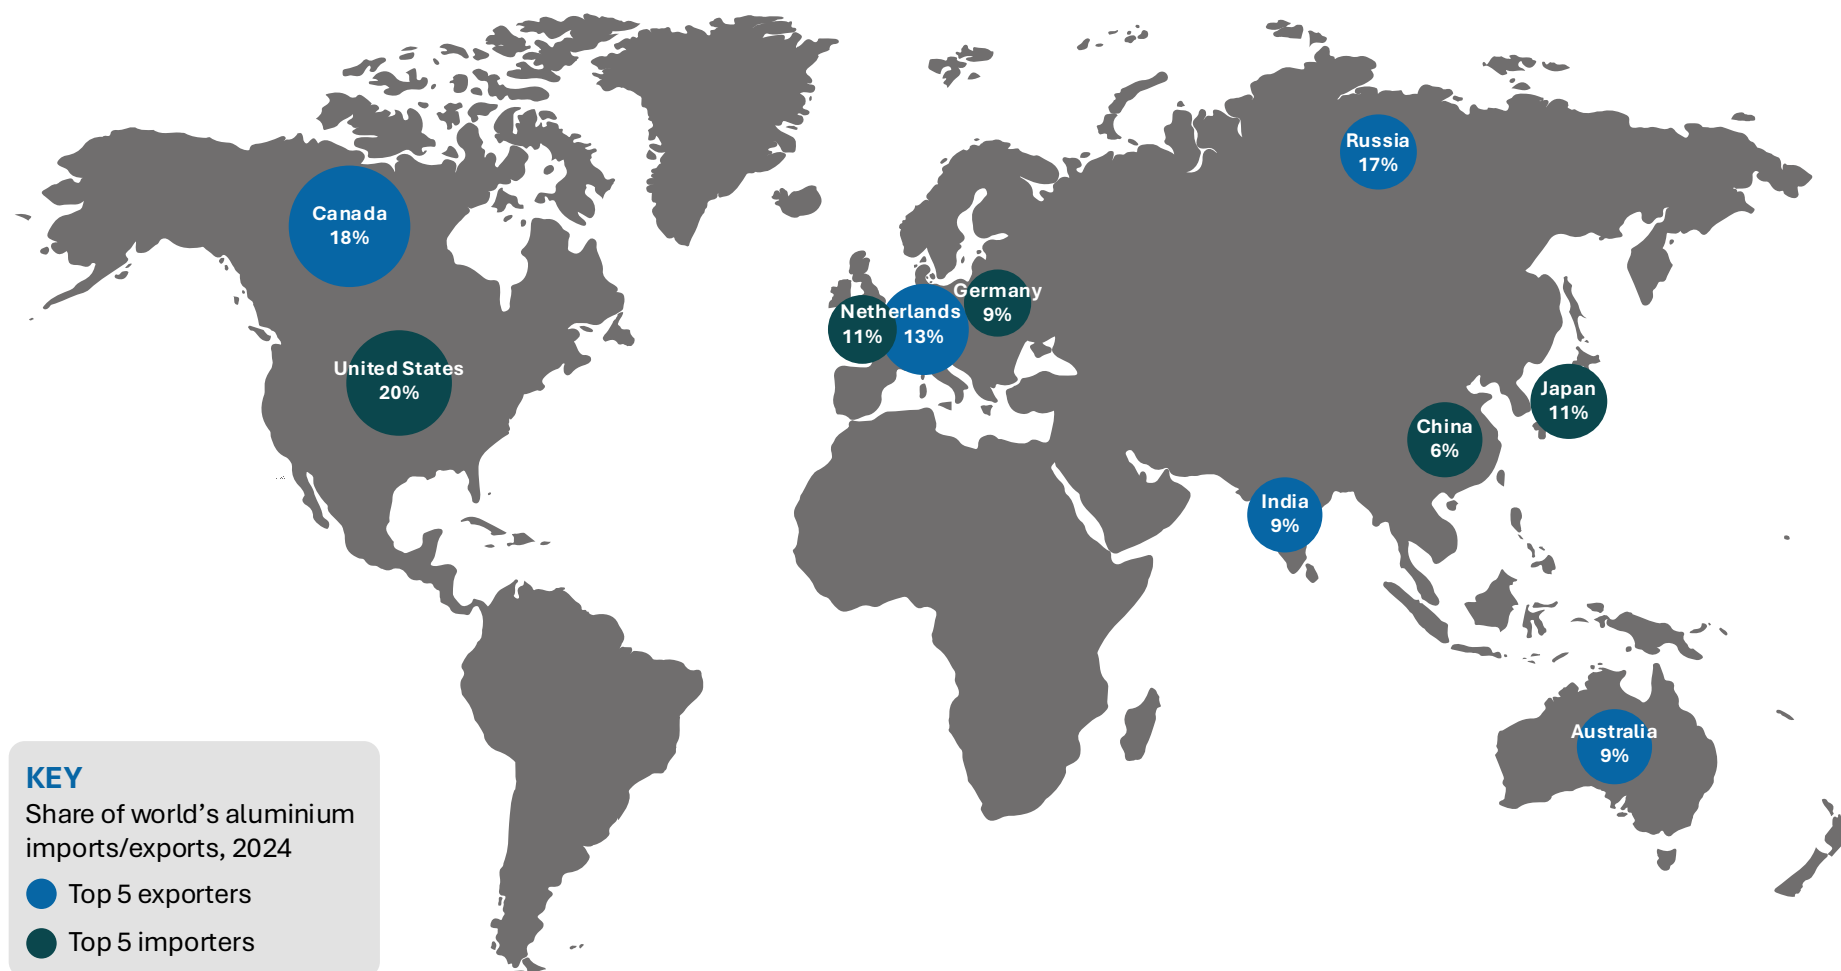 Russia
17%
Canada
18%
Germany
9%
Netherlands
11%
13%
United States
20%
Japan
11%
China
6%
India
9%
Australia
9%
KEY
Share of world’s aluminium
imports/exports, 2024
Top 5 exporters
Top 5 importers